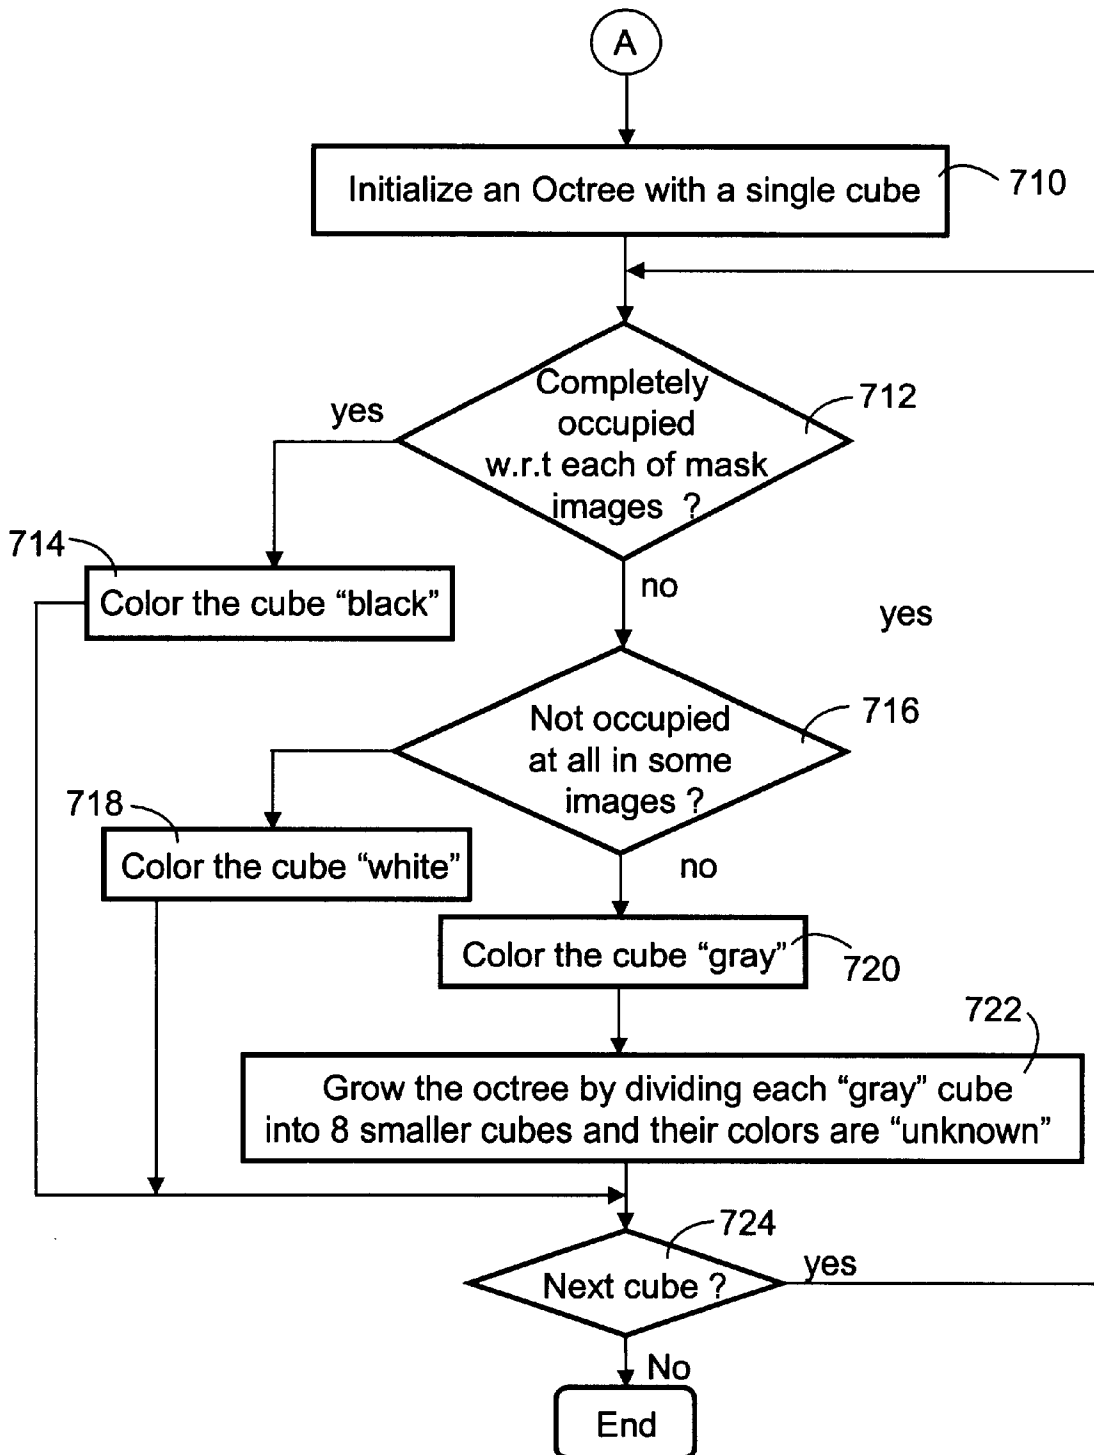 A
Initialize an Octree with a single cube
710
Completely
occupied
w.r.t each of mask
images ?
712
yes
714
Color the cube “black”
no
yes
Not occupied
at all in some
images ?
716
718
Color the cube “white”
no
Color the cube “gray”
720
722
Grow the octree by dividing each “gray” cube
into 8 smaller cubes and their colors are “unknown”
724
Next cube ?
yes
No
End